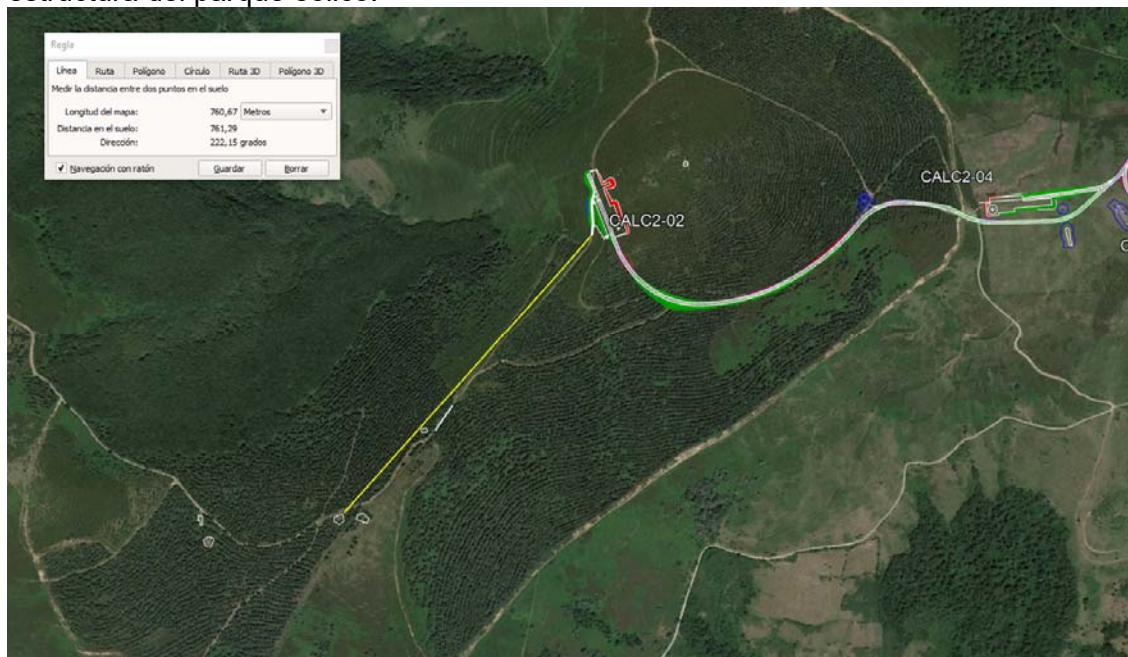 estructura del parque eólico.
Regla
Línea Ruta Polígono Círculo Ruta 3D Polígono 3D
Medir la distancia entre dos puntos en el suelo
Longitud del mapa: 760,67 Metros
Distancia en el suelo: 761,29
Dirección: 222,15 grados
Navegación con ratón Guardar Borrar
CALC2-04
CALC2-02